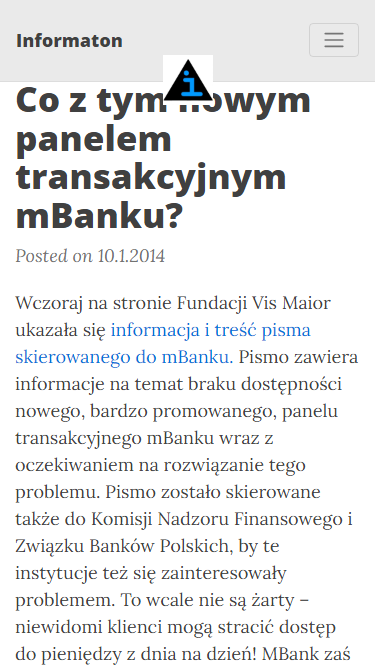 Informaton
Co z tym nowym
panelem
transakcyjnym
mBanku?
Posted on 10.1.2014
Wczoraj na stronie Fundacji Vis Maior
ukazała się informacja i treść pisma
skierowanego do mBanku. Pismo zawiera
informacje na temat braku dostępności
nowego, bardzo promowanego, panelu
transakcyjnego mBanku wraz z
oczekiwaniem na rozwiązanie tego
problemu. Pismo zostało skierowane
także do Komisji Nadzoru Finansowego i
Związku Banków Polskich, by te
instytucje też się zainteresowały
problemem. To wcale nie są żarty –
niewidomi klienci mogą stracić dostęp
do pieniędzy z dnia na dzień! MBank zaś